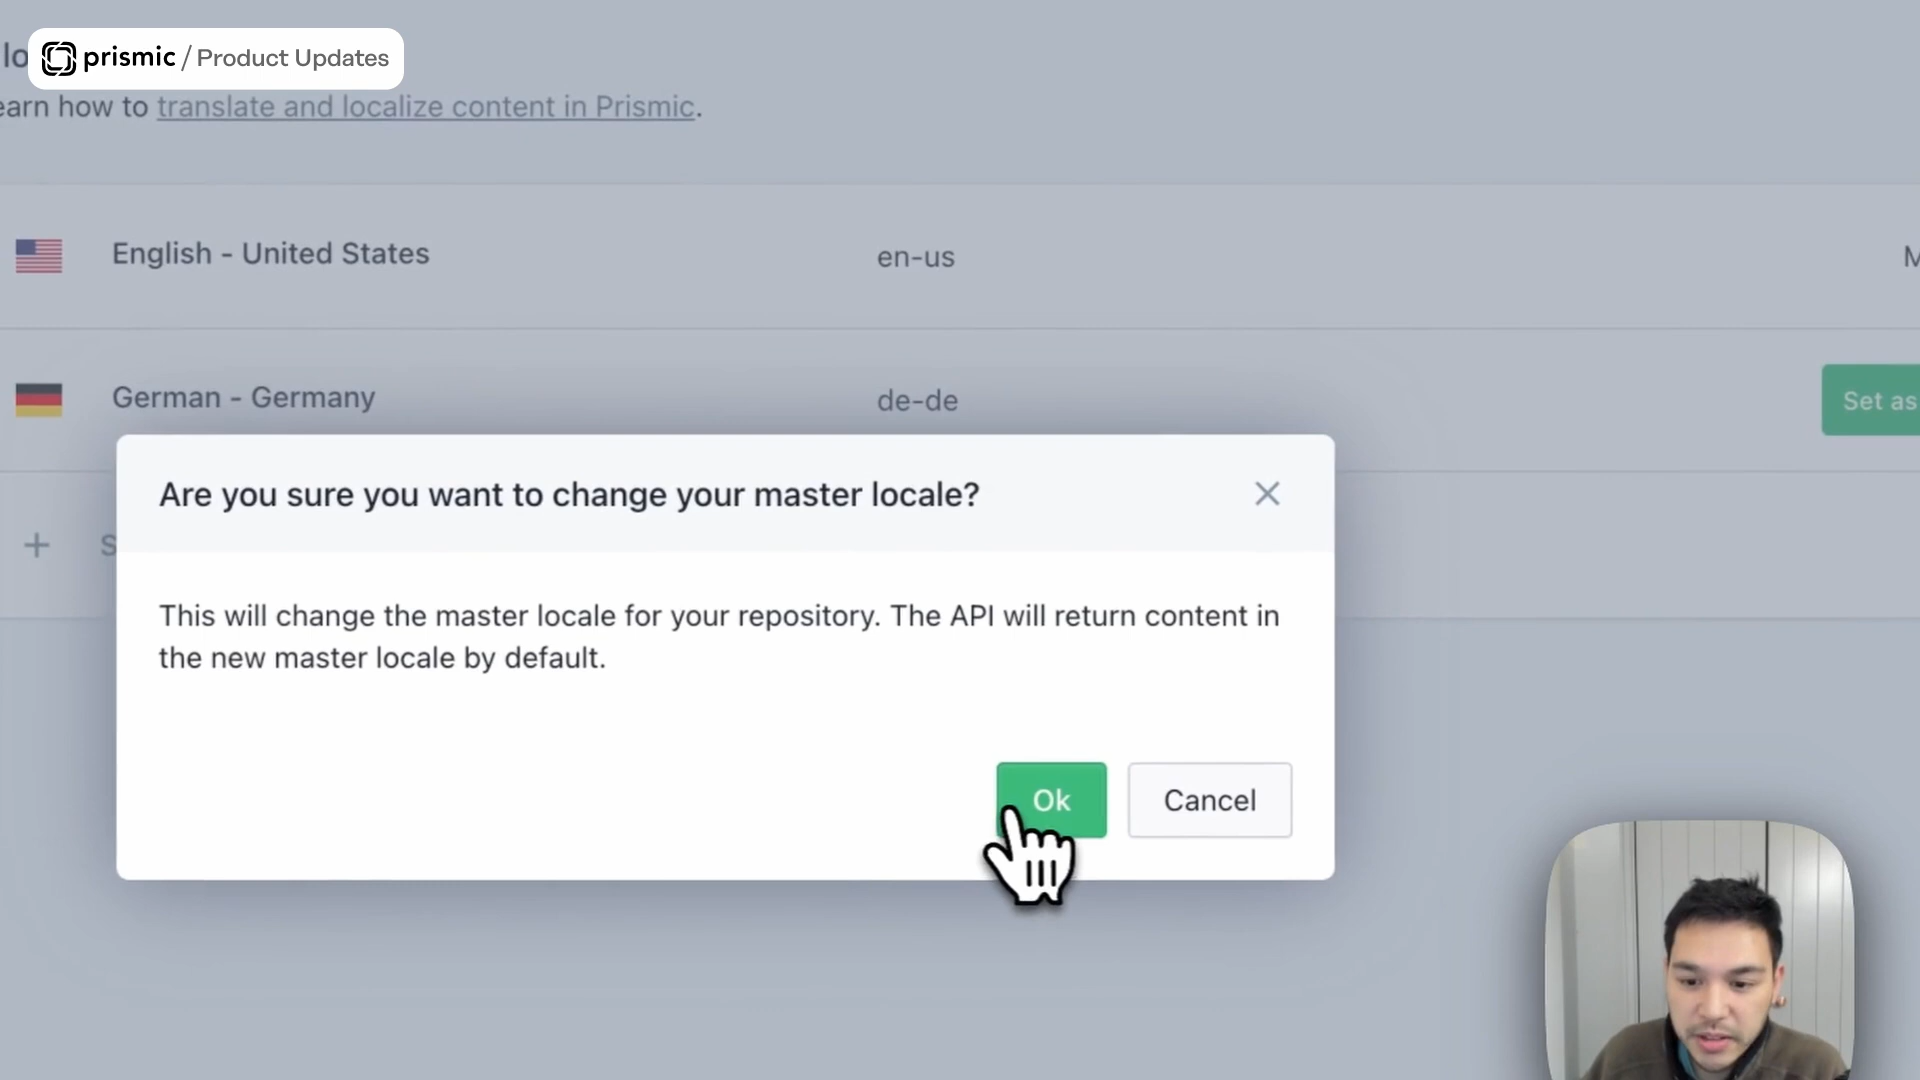 prismic / Product Updates
lo
earn how to translate and localize content in Prismic.
English - United States
en-us
M
German - Germany
de-de
Set as
S
Are you sure you want to change your master locale?
This will change the master locale for your repository. The API will return content in
the new master locale by default.
Ok
Cancel